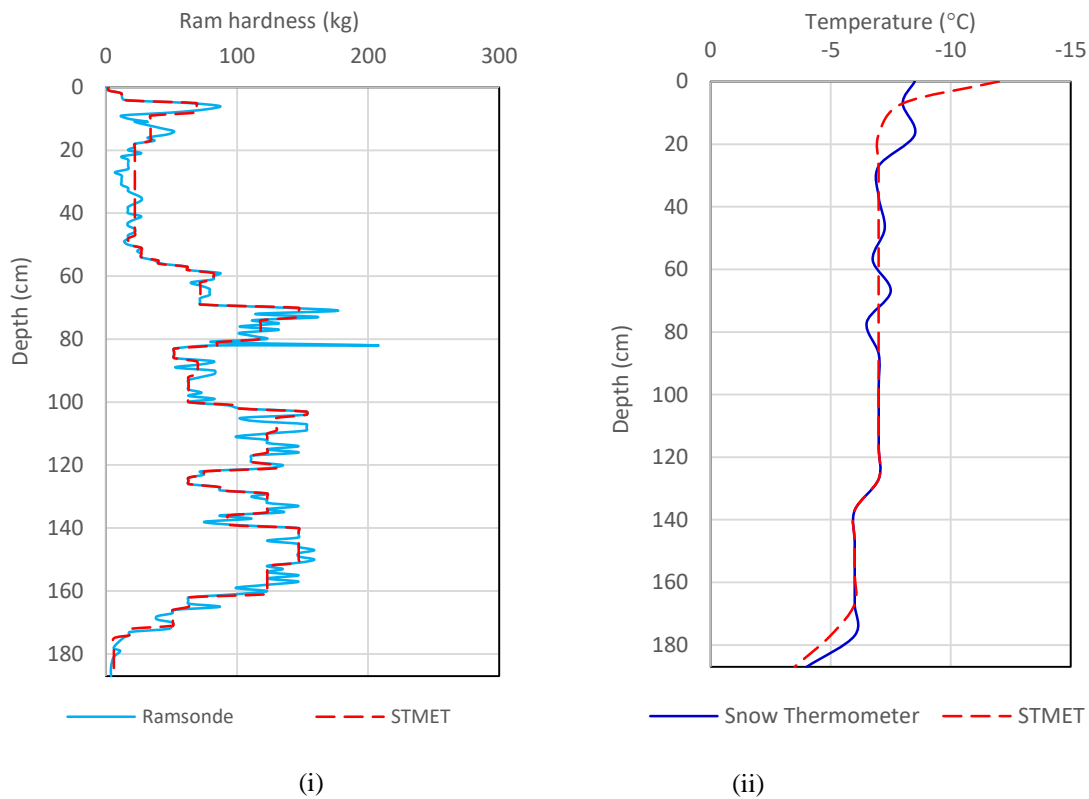 Ram hardness (kg)
0 100 200 300
0
20
40
60
80
100
120
140
160
180
Depth (cm)
Ramsonde STMET
(i)
Temperature (°C)
0 -5 -10 -15
0
20
40
60
80
100
120
140
160
180
Depth (cm)
Snow Thermometer STMET
(ii)